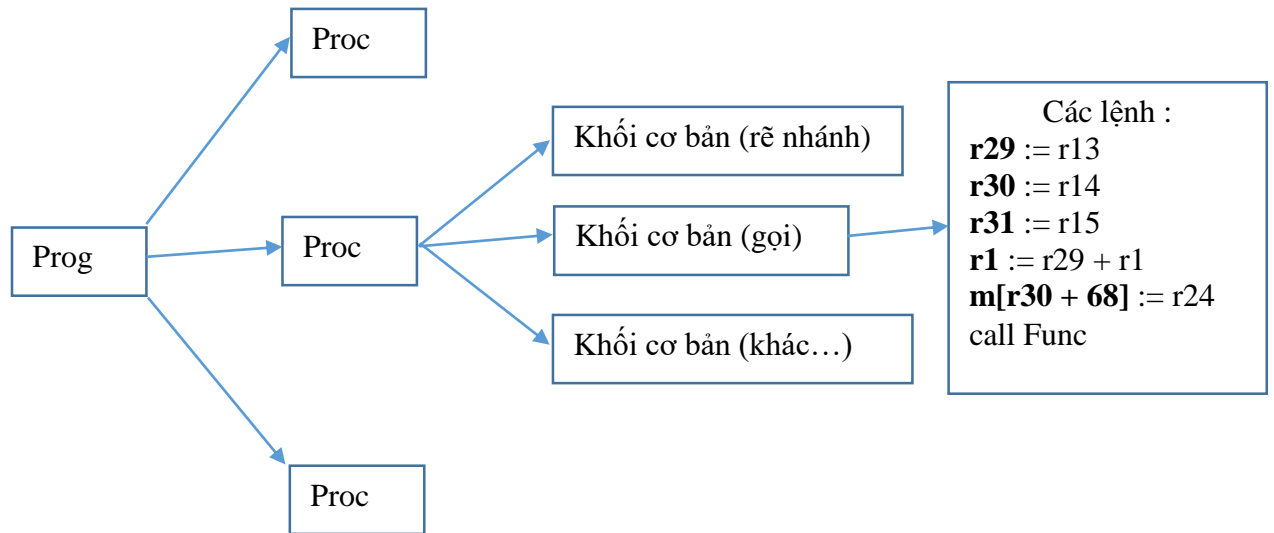 Proc
Prog
Proc
Proc
Khối cơ bản (rẽ nhánh)
Khối cơ bản (gọi)
Khối cơ bản (khác…)
Các lệnh :
r29 := r13
r30 := r14
r31 := r15
r1 := r29 + r1
m[r30 + 68] := r24
call Func